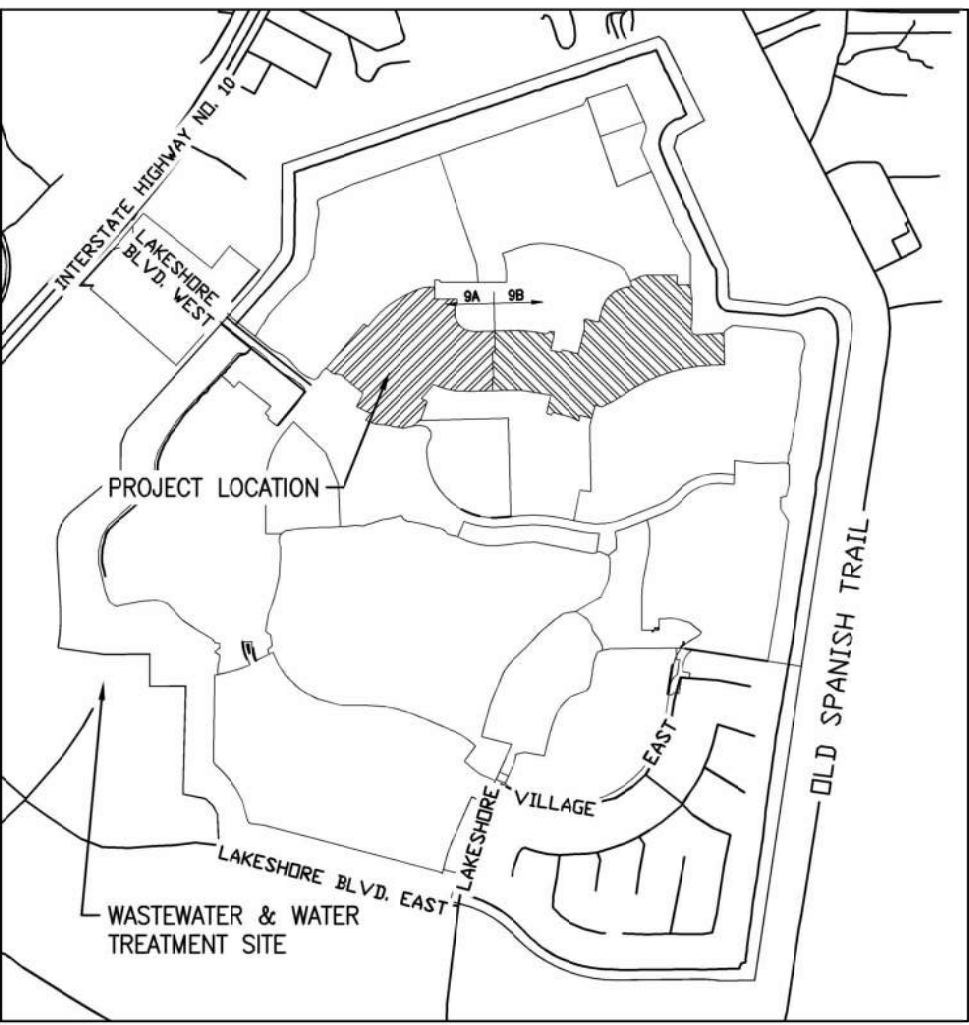 INTERSTATE HIGHWAY NO. 10
LAKESHORE
BLVD. WEST
9A 9B
PROJECT LOCATION
OLD SPANISH TRAIL
EAST
VILLAGE
LAKESHORE
LAKESHORE BLVD. EAST
WASTEWATER & WATER
TREATMENT SITE